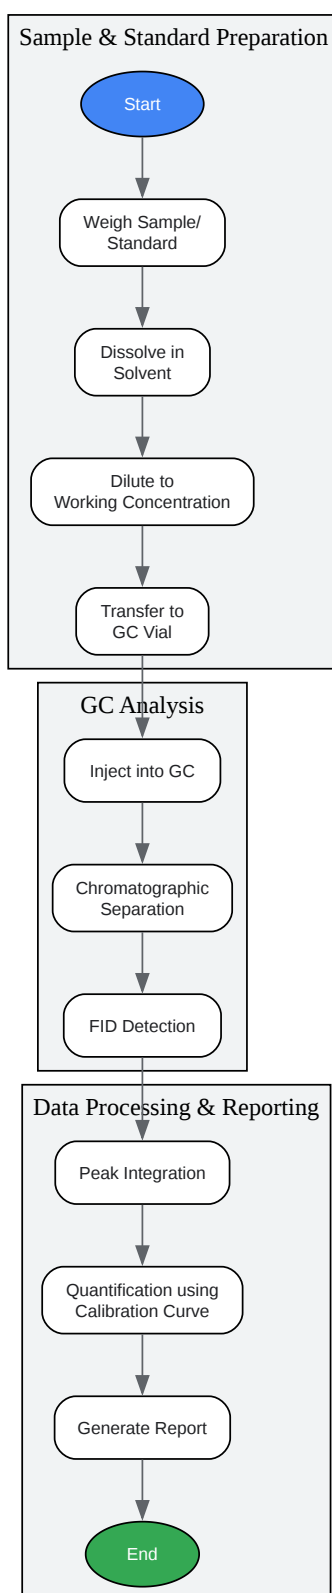 Sample & Standard Preparation
Start
Weigh Sample/
Standard
Dissolve in
Solvent
Dilute to
Working Concentration
Transfer to
GC Vial
GC Analysis
Inject into GC
Chromatographic
Separation
FID Detection
Data Processing & Reporting
Peak Integration
Quantification using
Calibration Curve
Generate Report
End